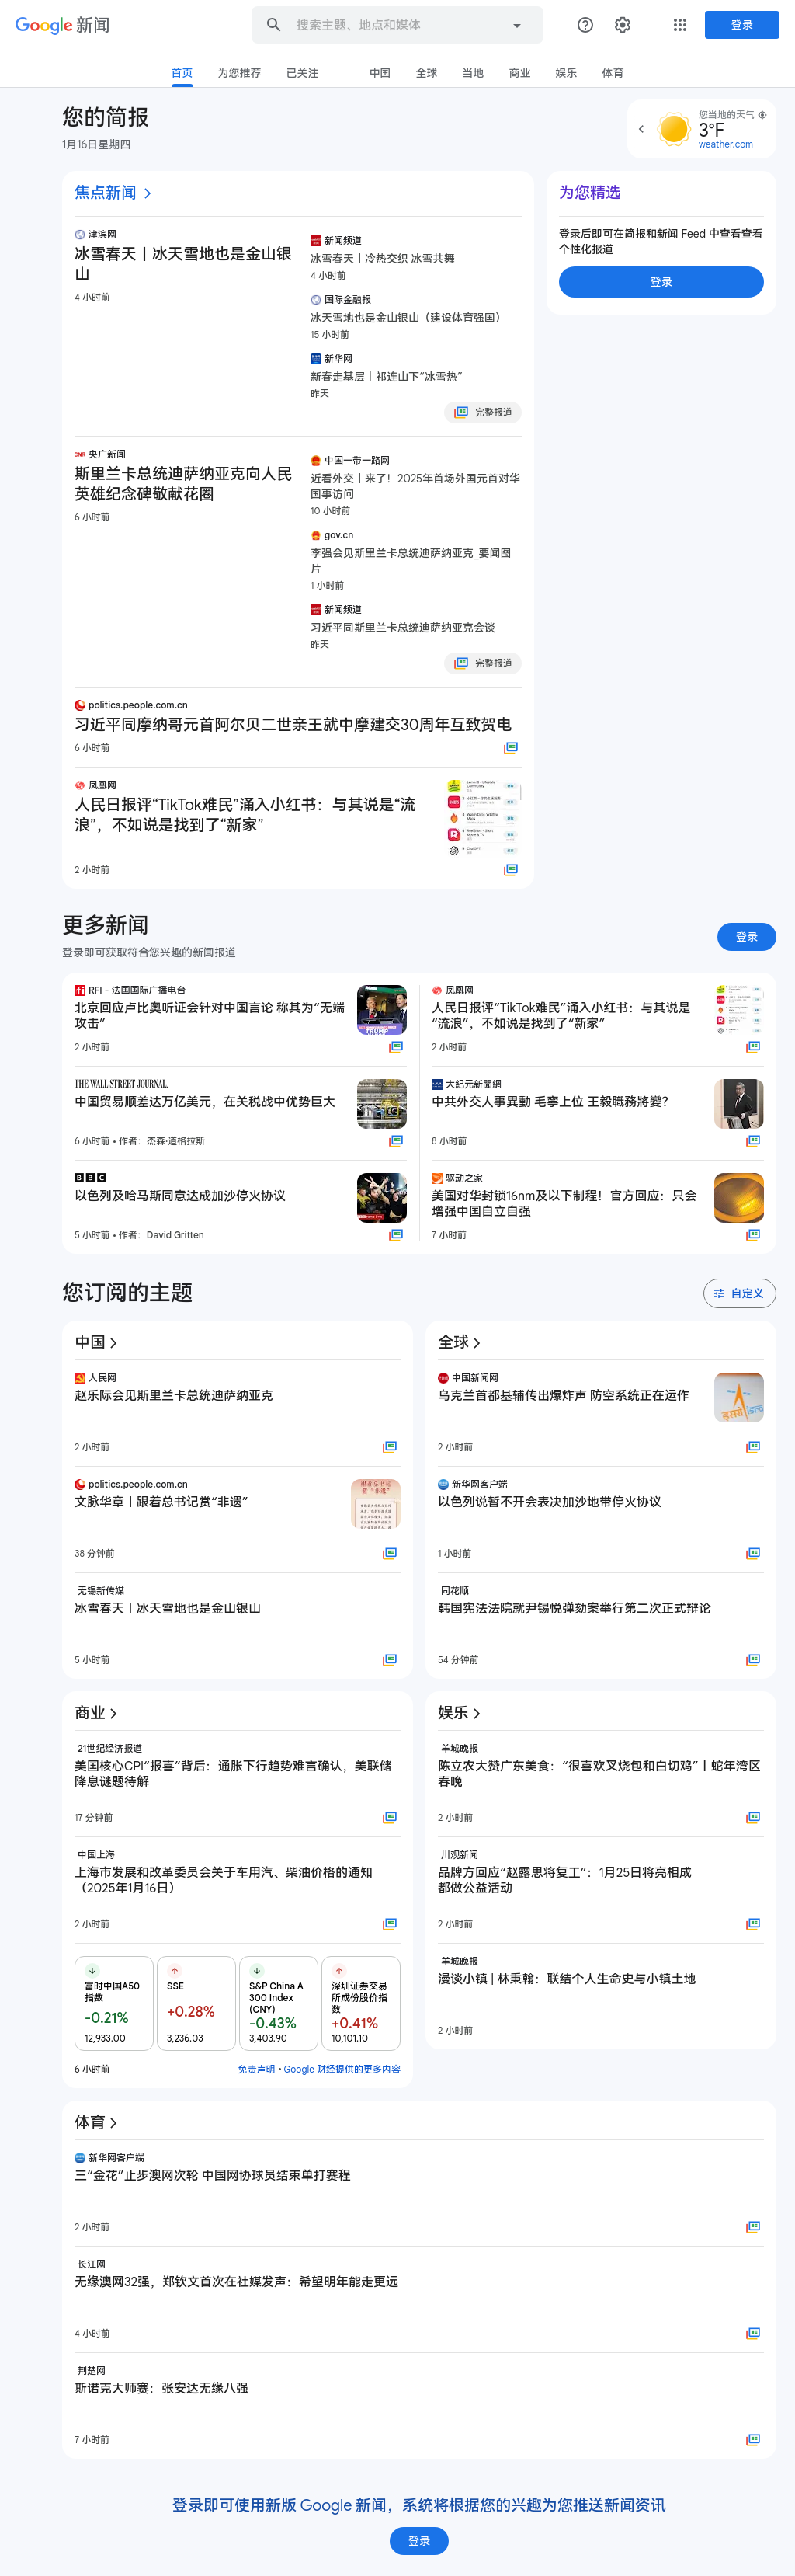 Google 新闻
搜索主题、地点和媒体
登录
首页
为您推荐
已关注
中国
全球
当地
商业
娱乐
体育
您的简报
1月16日星期四
您当地的天气
3°F
weather.com
焦点新闻
津滨网
冰雪春天丨冰天雪地也是金山银
山
4 小时前
新闻频道
冰雪春天丨冷热交织 冰雪共舞
4 小时前
国际金融报
冰天雪地也是金山银山（建设体育强国）
15 小时前
新华网
新春走基层丨祁连山下“冰雪热”
昨天
完整报道
央广新闻
斯里兰卡总统迪萨纳亚克向人民
英雄纪念碑敬献花圈
6 小时前
中国一带一路网
近看外交丨来了！2025年首场外国元首对华
国事访问
10 小时前
gov.cn
李强会见斯里兰卡总统迪萨纳亚克_要闻图
片
1 小时前
新闻频道
习近平同斯里兰卡总统迪萨纳亚克会谈
昨天
完整报道
politics.people.com.cn
习近平同摩纳哥元首阿尔贝二世亲王就中摩建交30周年互致贺电
6 小时前
凤凰网
人民日报评“TikTok难民”涌入小红书：与其说是“流
浪”，不如说是找到了“新家”
2 小时前
为您精选
登录后即可在简报和新闻 Feed 中查看查看
个性化报道
登录
更多新闻
登录即可获取符合您兴趣的新闻报道
登录
RFI - 法国国际广播电台
北京回应卢比奥听证会针对中国言论 称其为“无端
攻击”
2 小时前
THE WALL STREET JOURNAL.
中国贸易顺差达万亿美元，在关税战中优势巨大
6 小时前 • 作者：杰森·道格拉斯
BBC
以色列及哈马斯同意达成加沙停火协议
5 小时前 • 作者：David Gritten
凤凰网
人民日报评“TikTok难民”涌入小红书：与其说是
“流浪”，不如说是找到了“新家”
2 小时前
大紀元新聞網
中共外交人事異動 毛寧上位 王毅職務將變？
8 小时前
驱动之家
美国对华封锁16nm及以下制程！官方回应：只会
增强中国自立自强
7 小时前
您订阅的主题
自定义
中国
人民网
赵乐际会见斯里兰卡总统迪萨纳亚克
2 小时前
politics.people.com.cn
文脉华章丨跟着总书记赏“非遗”
38 分钟前
无锡新传媒
冰雪春天丨冰天雪地也是金山银山
5 小时前
全球
中国新闻网
乌克兰首都基辅传出爆炸声 防空系统正在运作
2 小时前
新华网客户端
以色列说暂不开会表决加沙地带停火协议
1 小时前
同花顺
韩国宪法法院就尹锡悦弹劾案举行第二次正式辩论
54 分钟前
商业
21世纪经济报道
美国核心CPI“报喜”背后：通胀下行趋势难言确认，美联储
降息谜题待解
17 分钟前
中国上海
上海市发展和改革委员会关于车用汽、柴油价格的通知
（2025年1月16日）
2 小时前
富时中国A50
指数
-0.21%
12,933.00
SSE
+0.28%
3,236.03
S&P China A
300 Index
(CNY)
-0.43%
3,403.90
深圳证券交易
所成份股价指
数
+0.41%
10,101.10
6 小时前
免责声明 • Google 财经提供的更多内容
娱乐
羊城晚报
陈立农大赞广东美食：“很喜欢叉烧包和白切鸡”丨蛇年湾区
春晚
2 小时前
川观新闻
品牌方回应“赵露思将复工”：1月25日将亮相成
都做公益活动
2 小时前
羊城晚报
漫谈小镇 | 林秉翰：联结个人生命史与小镇土地
2 小时前
体育
新华网客户端
三“金花”止步澳网次轮 中国网协球员结束单打赛程
2 小时前
长江网
无缘澳网32强，郑钦文首次在社媒发声：希望明年能走更远
4 小时前
荆楚网
斯诺克大师赛：张安达无缘八强
7 小时前
登录即可使用新版 Google 新闻，系统将根据您的兴趣为您推送新闻资讯
登录